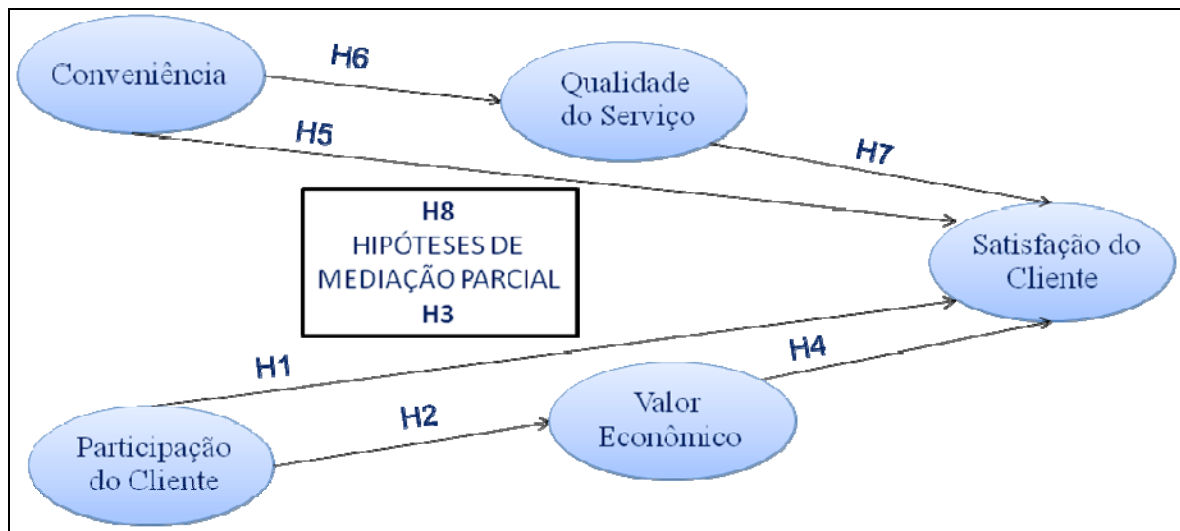 Conveniência
H6
Qualidade
do Serviço
H5
H7
H8
HIPÓTESES DE
MEDIAÇÃO PARCIAL
H3
Satisfação do
Cliente
H1
H4
H2
Valor
Econômico
Participação
do Cliente